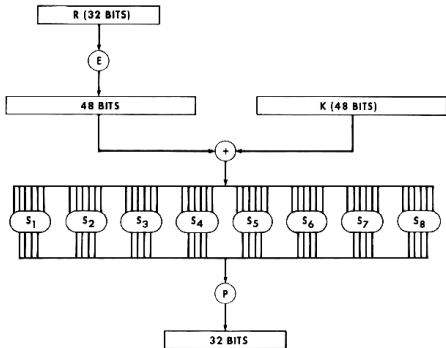 R (32 BITS)
E
48 BITS
K (48 BITS)
+
S1 S2 S3 S4 S5 S6 S7 S8
P
32 BITS